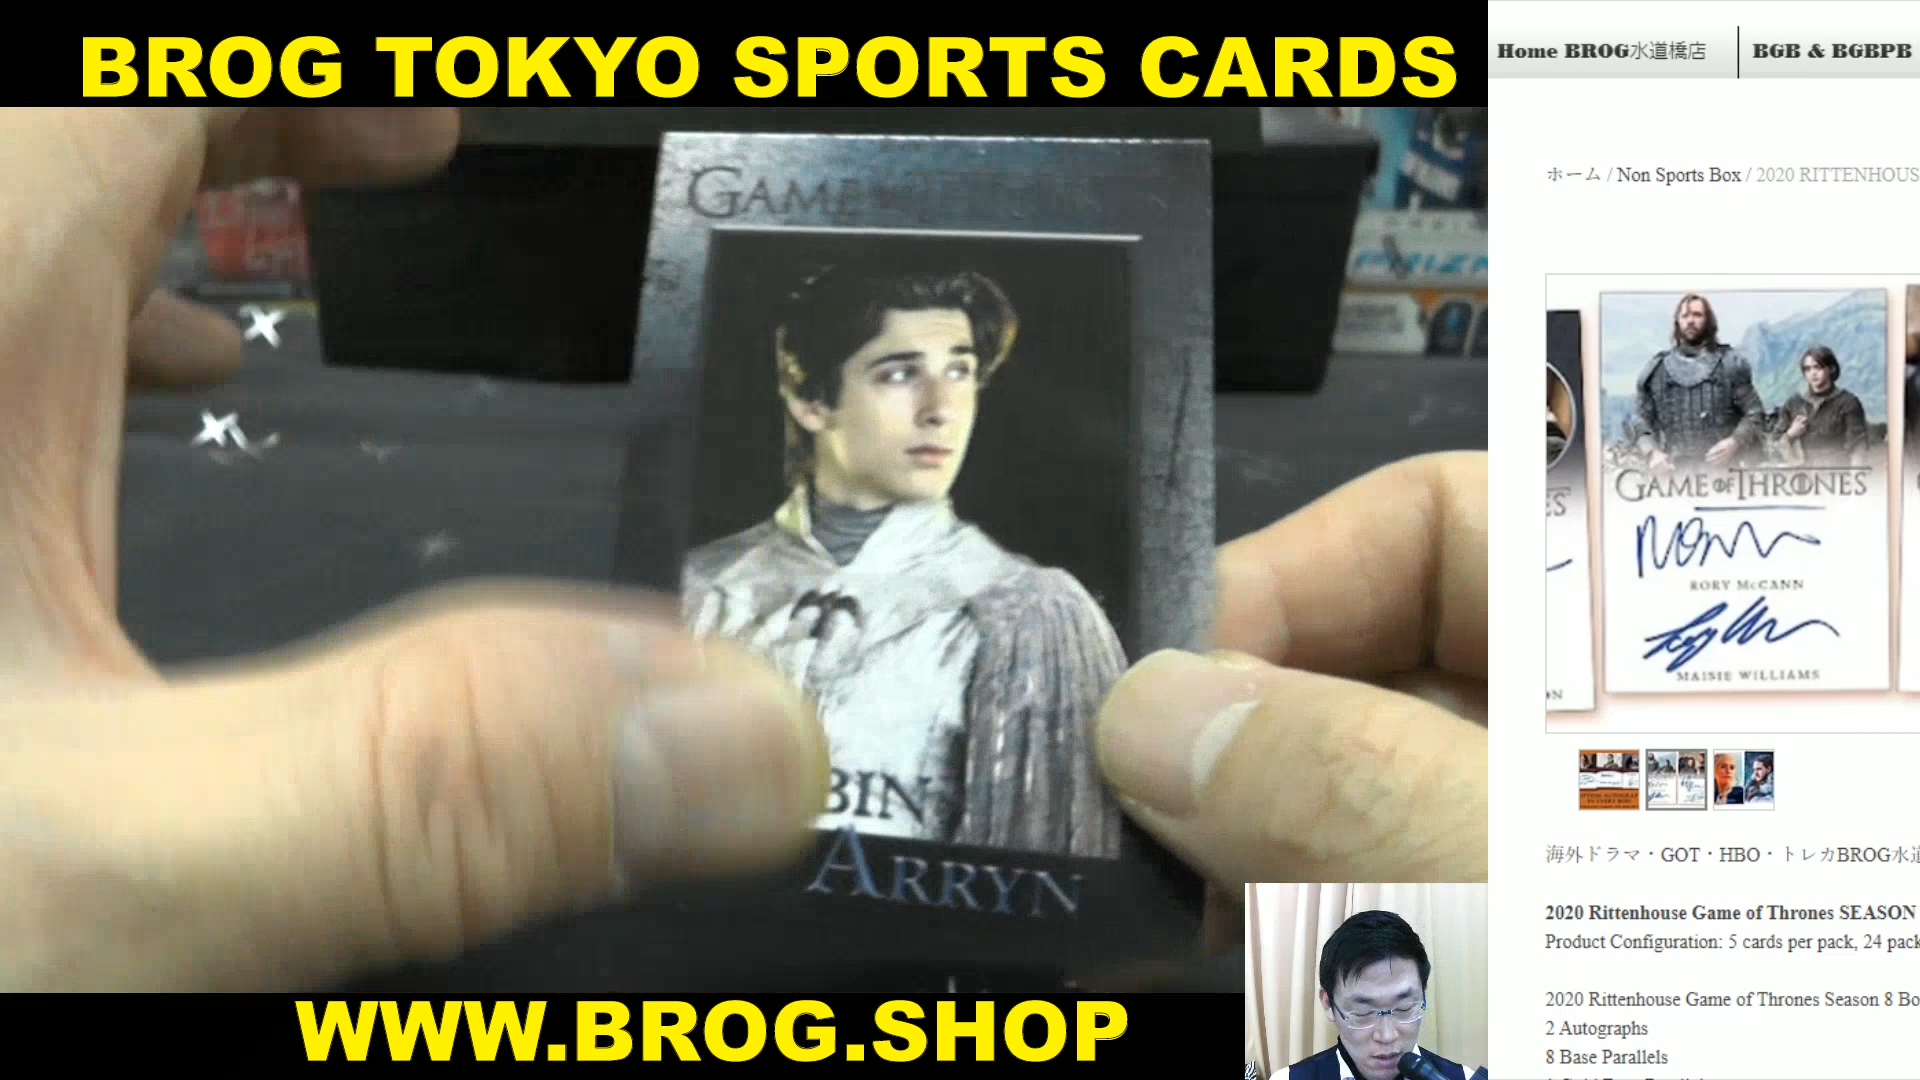 BROG TOKYO SPORTS CARDS
GAME
BIN
ARRYN
WWW.BROG.SHOP
Home BROG水道橋店
BGB & BGBPB
ホーム / Non Sports Box / 2020 RITTENHOUS
GAME OF THRONES
RORY McCANN
MAISIE WILLIAMS
海外ドラマ・GOT・HBO・トレカBROG水道
2020 Rittenhouse Game of Thrones SEASON
Product Configuration: 5 cards per pack, 24 pack
2020 Rittenhouse Game of Thrones Season 8 Bo
2 Autographs
8 Base Parallels